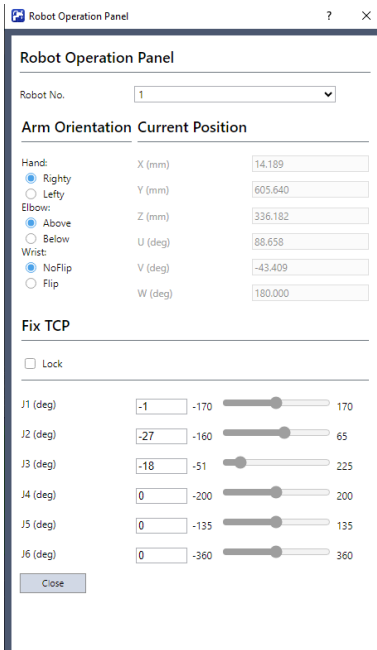 Robot Operation Panel ? ×
Robot Operation Panel
Robot No. 1
Arm Orientation Current Position
Hand:
Righty X (mm) 14.189
Lefty Y (mm) 605.640
Elbow:
Above Z (mm) 336.182
Below U (deg) 88.658
Wrist:
NoFlip V (deg) -43.409
Flip W (deg) 180.000
Fix TCP
Lock
J1 (deg) -1 -170 170
J2 (deg) -27 -160 65
J3 (deg) -18 -51 225
J4 (deg) 0 -200 200
J5 (deg) 0 -135 135
J6 (deg) 0 -360 360
Close